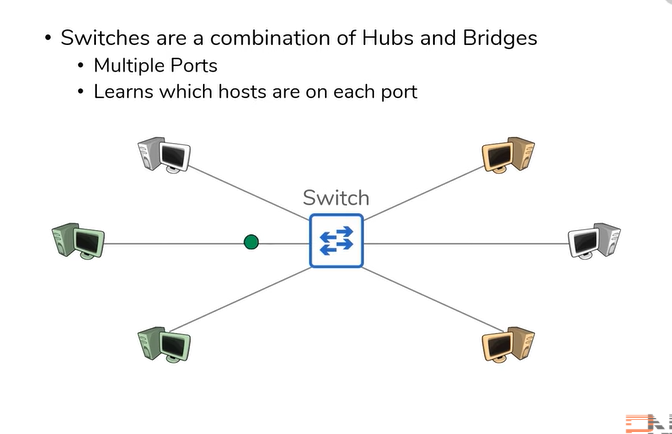 • Switches are a combination of Hubs and Bridges
• Multiple Ports
• Learns which hosts are on each port
Switch